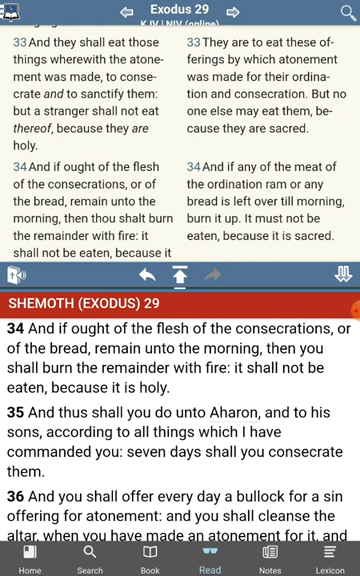 Exodus 29
KJV | NIV (online)
33 And they shall eat those
things wherewith the atone-
ment was made, to conse-
crate and to sanctify them:
but a stranger shall not eat
thereof, because they are
holy.
34 And if ought of the flesh
of the consecrations, or of
the bread, remain unto the
morning, then thou shalt burn
the remainder with fire: it
shall not be eaten, because it
33 They are to eat these of-
ferings by which atonement
was made for their ordina-
tion and consecration. But no
one else may eat them, be-
cause they are sacred.
34 And if any of the meat of
the ordination ram or any
bread is left over till morning,
burn it up. It must not be
eaten, because it is sacred.
SHEMOTH (EXODUS) 29
34 And if ought of the flesh of the consecrations, or
of the bread, remain unto the morning, then you
shall burn the remainder with fire: it shall not be
eaten, because it is holy.
35 And thus shall you do unto Aharon, and to his
sons, according to all things which I have
commanded you: seven days shall you consecrate
them.
36 And you shall offer every day a bullock for a sin
offering for atonement: and you shall cleanse the
altar, when you have made an atonement for it, and
Home
Search
Book
Read
Notes
Lexicon